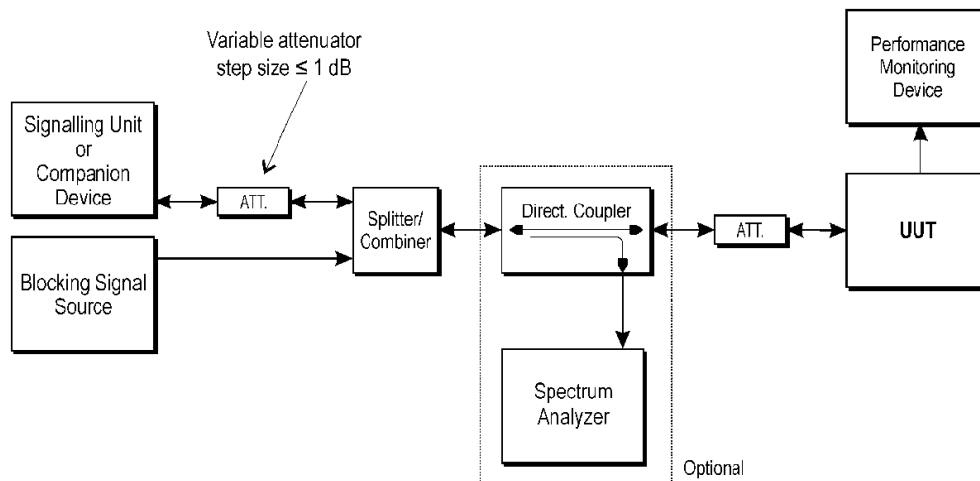 Variable attenuator
step size ≤ 1 dB
Performance
Monitoring
Device
Signalling Unit
or
Companion
Device
ATT.
Splitter/
Combiner
Direct. Coupler
ATT.
UUT
Blocking Signal
Source
Spectrum
Analyzer
Optional